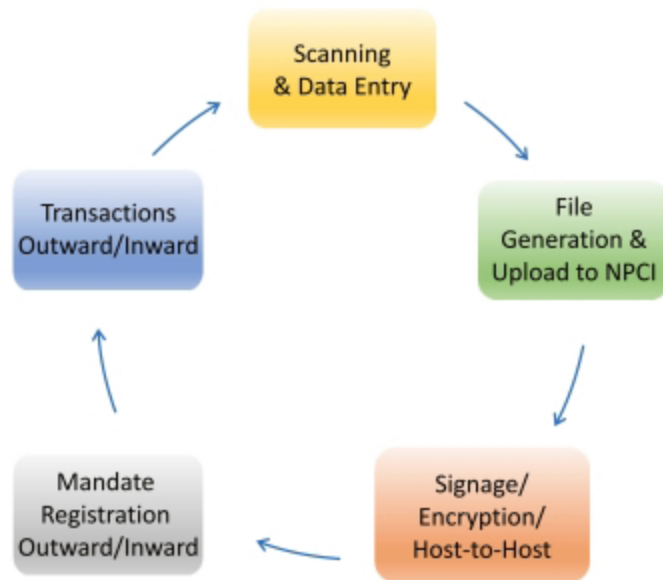 Scanning
& Data Entry
File
Generation &
Upload to NPCI
Signage/
Encryption/
Host-to-Host
Mandate
Registration
Outward/Inward
Transactions
Outward/Inward